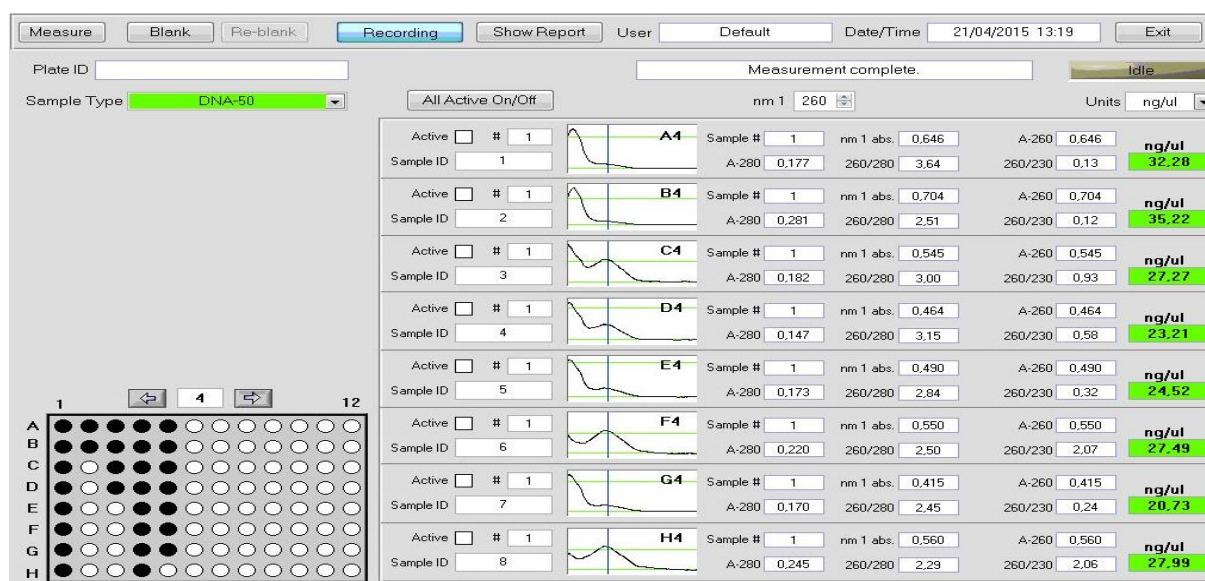 Measure Blank Re-blank Recording Show Report User Default Date/Time 21/04/2015 13:19 Exit
Plate ID Measurement complete. Idle
Sample Type DNA-50 All Active On/Off nm 1 260 Units ng/ul
Active # 1 A4 Sample # 1 nm 1 abs. 0,646 A-260 0,646 ng/ul
Sample ID 1 A-280 0,177 260/280 3,64 260/230 0,13 32,28
Active # 1 B4 Sample # 1 nm 1 abs. 0,704 A-260 0,704 ng/ul
Sample ID 2 A-280 0,281 260/280 2,51 260/230 0,12 35,22
Active # 1 C4 Sample # 1 nm 1 abs. 0,545 A-260 0,545 ng/ul
Sample ID 3 A-280 0,182 260/280 3,00 260/230 0,93 27,27
Active # 1 D4 Sample # 1 nm 1 abs. 0,464 A-260 0,464 ng/ul
Sample ID 4 A-280 0,147 260/280 3,15 260/230 0,58 23,21
Active # 1 E4 Sample # 1 nm 1 abs. 0,490 A-260 0,490 ng/ul
Sample ID 5 A-280 0,173 260/280 2,84 260/230 0,32 24,52
Active # 1 F4 Sample # 1 nm 1 abs. 0,550 A-260 0,550 ng/ul
Sample ID 6 A-280 0,220 260/280 2,50 260/230 2,07 27,49
Active # 1 G4 Sample # 1 nm 1 abs. 0,415 A-260 0,415 ng/ul
Sample ID 7 A-280 0,170 260/280 2,45 260/230 0,24 20,73
Active # 1 H4 Sample # 1 nm 1 abs. 0,560 A-260 0,560 ng/ul
Sample ID 8 A-280 0,245 260/280 2,29 260/230 2,06 27,99
1 4 12
A
B
C
D
E
F
G
H